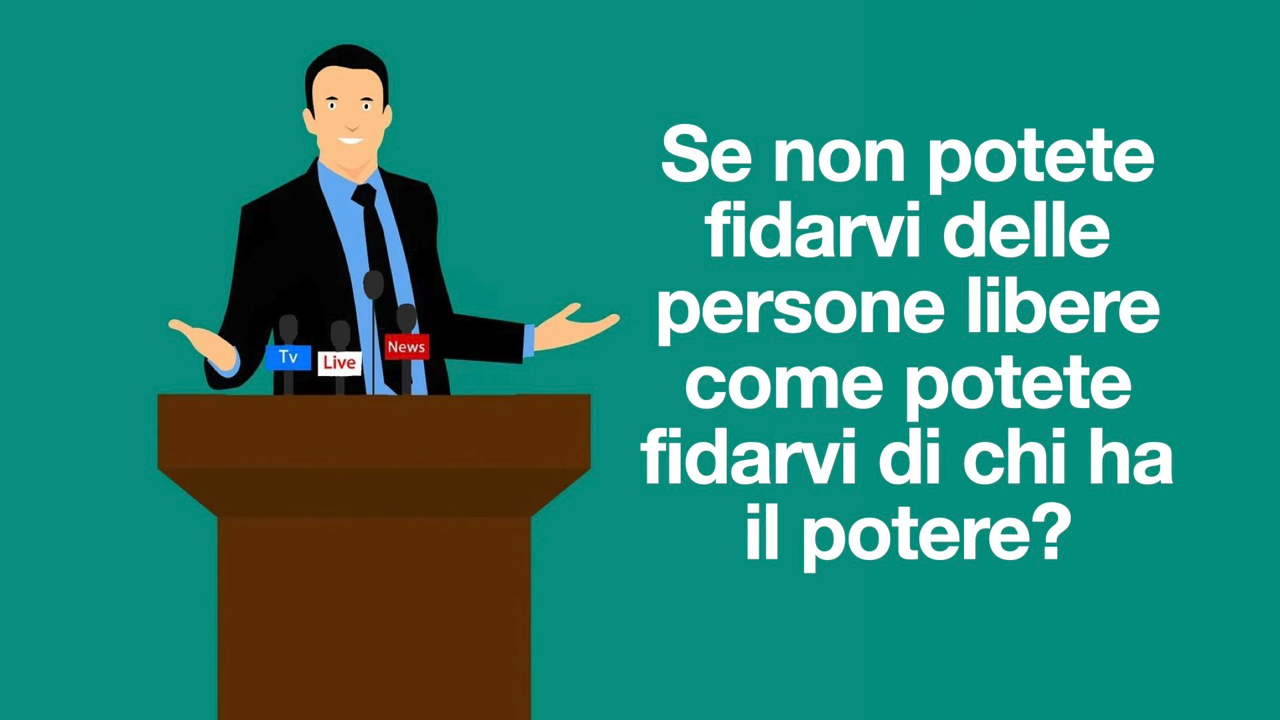 Se non potete
fidarvi delle
persone libere
come potete
fidarvi di chi ha
il potere?
Tv
Live
News